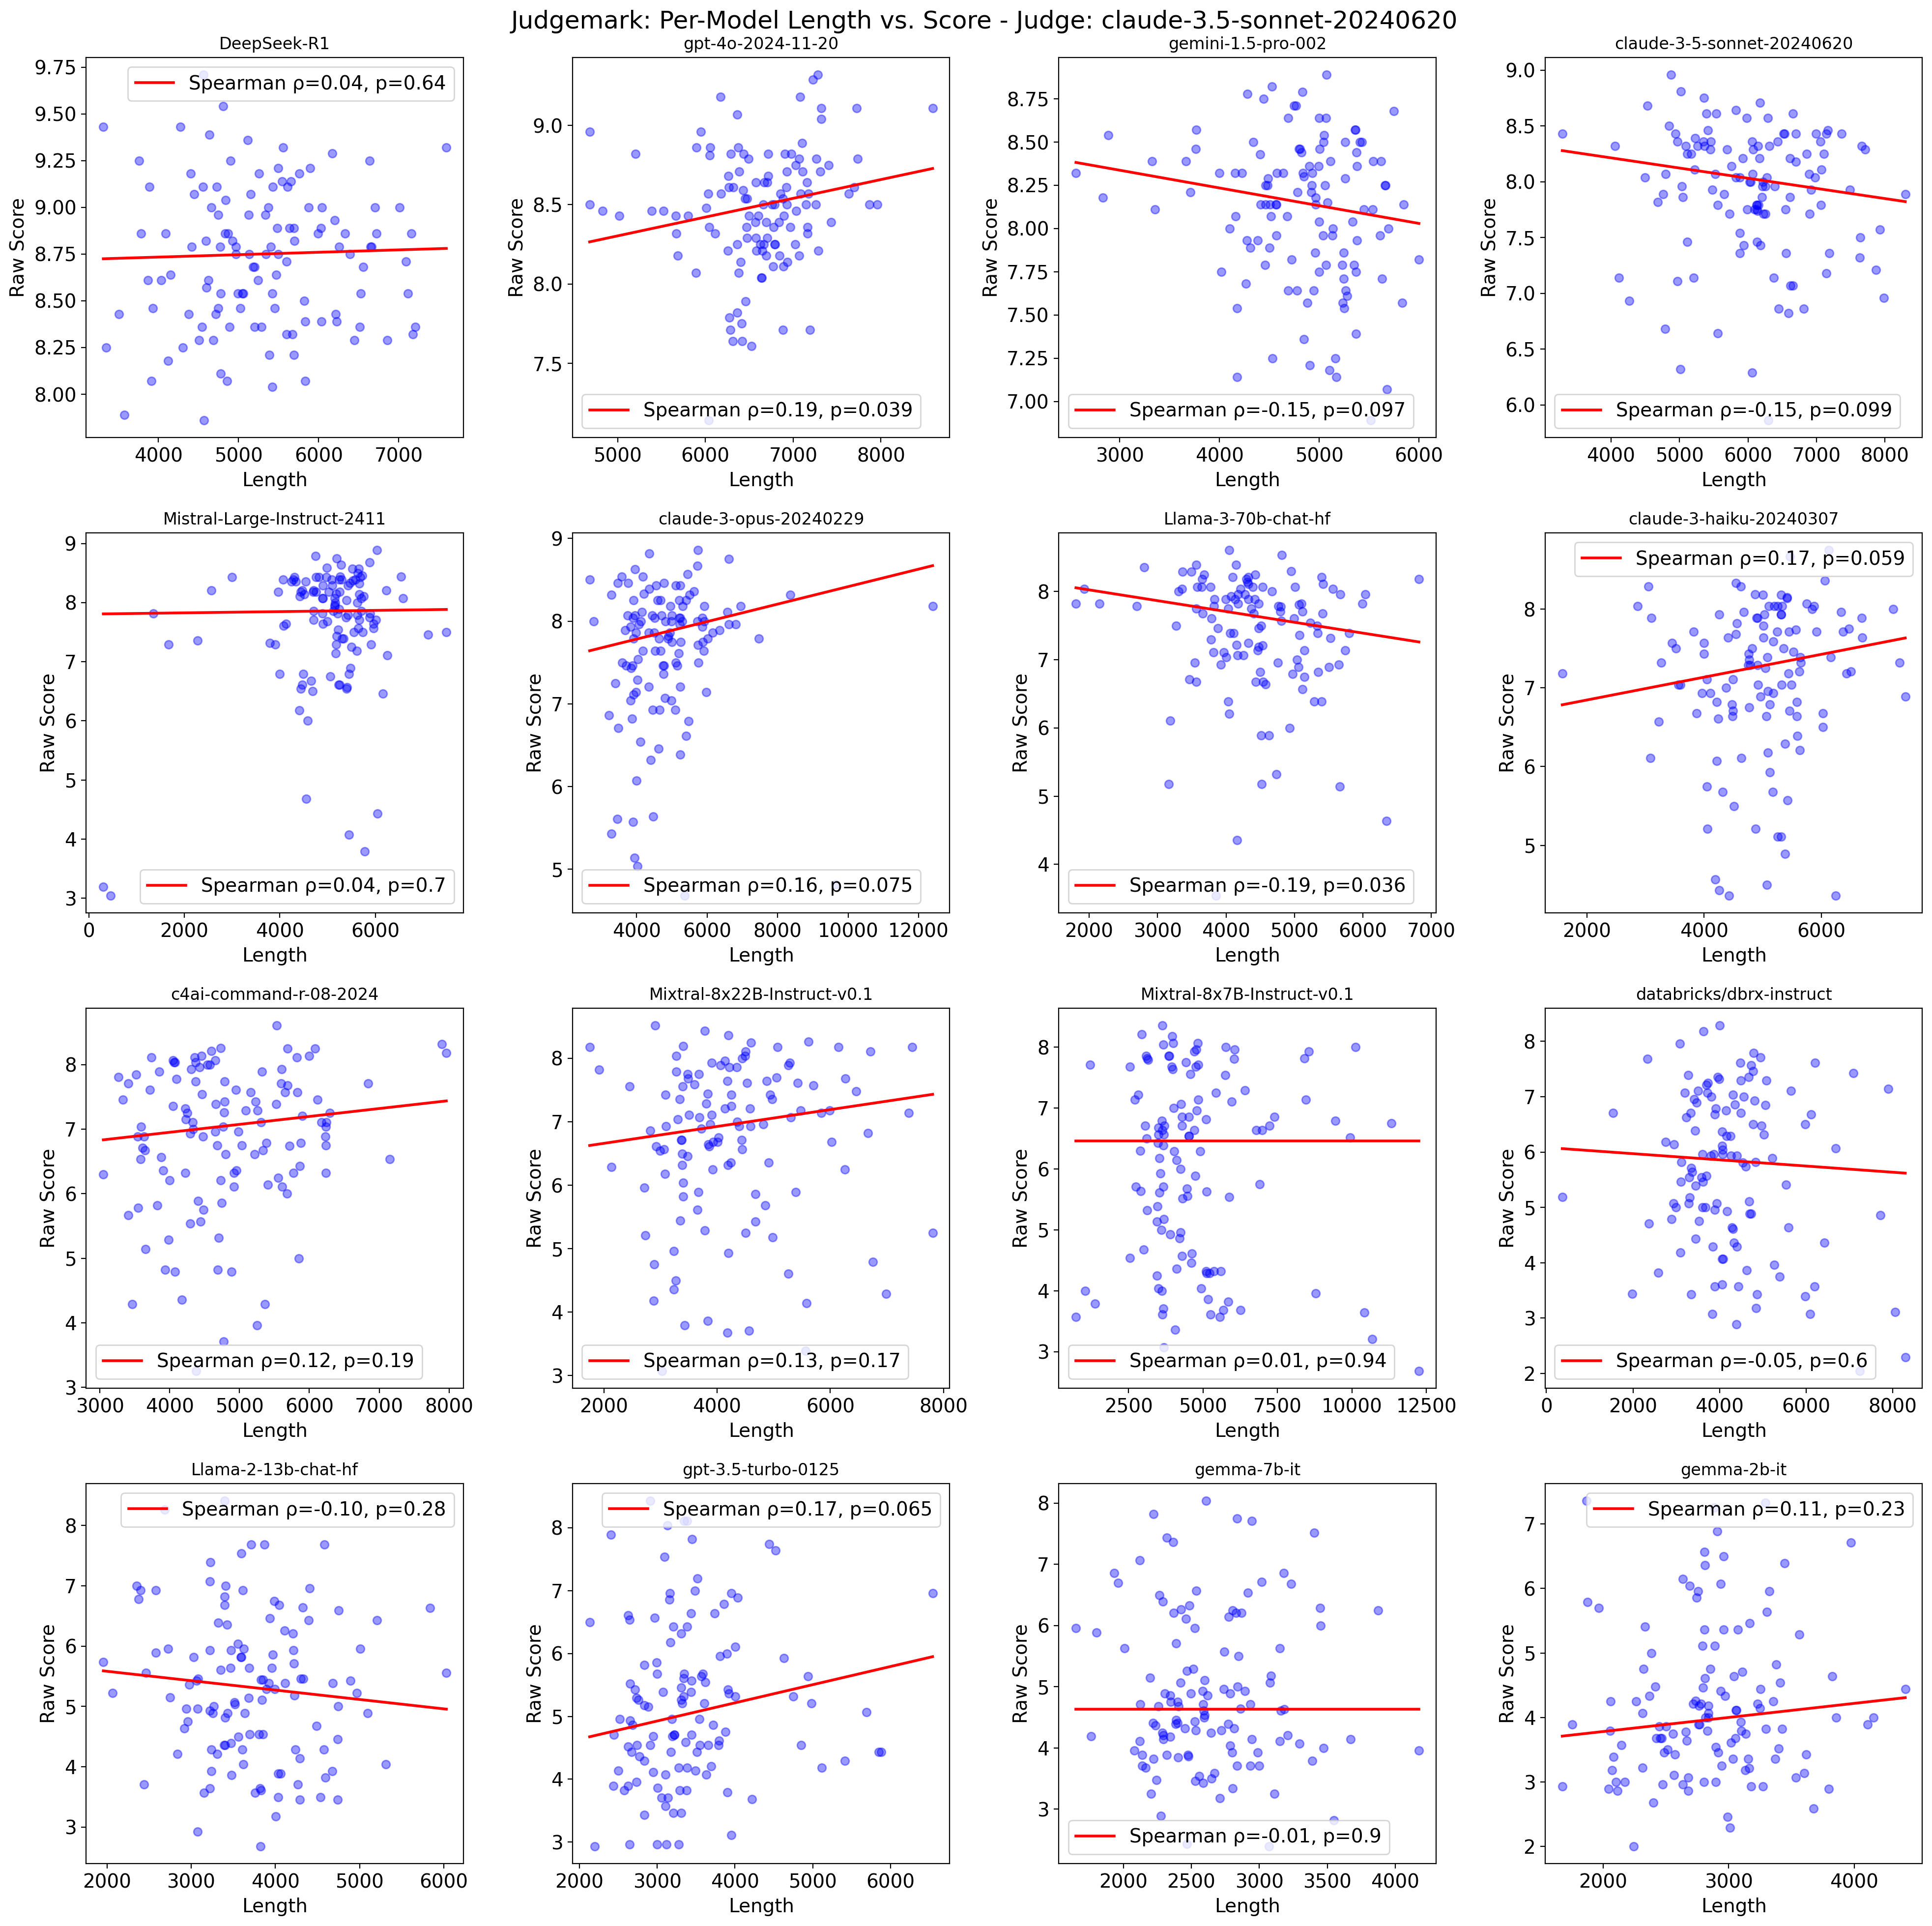 Judgemark: Per-Model Length vs. Score - Judge: claude-3.5-sonnet-20240620
DeepSeek-R1
Spearman ρ=0.04, p=0.64
Raw Score
9.75
9.50
9.25
9.00
8.75
8.50
8.25
8.00
4000 5000 6000 7000
Length
gpt-4o-2024-11-20
Raw Score
9.0
8.5
8.0
7.5
Spearman ρ=0.19, p=0.039
5000 6000 7000 8000
Length
gemini-1.5-pro-002
Raw Score
8.75
8.50
8.25
8.00
7.75
7.50
7.25
7.00
Spearman ρ=-0.15, p=0.097
3000 4000 5000 6000
Length
claude-3-5-sonnet-20240620
Raw Score
9.0
8.5
8.0
7.5
7.0
6.5
6.0
Spearman ρ=-0.15, p=0.099
4000 5000 6000 7000 8000
Length
Mistral-Large-Instruct-2411
Raw Score
9
8
7
6
5
4
3
Spearman ρ=0.04, p=0.7
0 2000 4000 6000
Length
claude-3-opus-20240229
Raw Score
9
8
7
6
5
Spearman ρ=0.16, p=0.075
4000 6000 8000 10000 12000
Length
Llama-3-70b-chat-hf
Raw Score
8
7
6
5
4
Spearman ρ=-0.19, p=0.036
2000 3000 4000 5000 6000 7000
Length
claude-3-haiku-20240307
Spearman ρ=0.17, p=0.059
Raw Score
8
7
6
5
2000 4000 6000
Length
c4ai-command-r-08-2024
Raw Score
8
7
6
5
4
3
Spearman ρ=0.12, p=0.19
3000 4000 5000 6000 7000 8000
Length
Mixtral-8x22B-Instruct-v0.1
Raw Score
8
7
6
5
4
3
Spearman ρ=0.13, p=0.17
2000 4000 6000 8000
Length
Mixtral-8x7B-Instruct-v0.1
Raw Score
8
7
6
5
4
3
Spearman ρ=0.01, p=0.94
2500 5000 7500 10000 12500
Length
databricks/dbrx-instruct
Raw Score
8
7
6
5
4
3
2
Spearman ρ=-0.05, p=0.6
0 2000 4000 6000 8000
Length
Llama-2-13b-chat-hf
Spearman ρ=-0.10, p=0.28
Raw Score
8
7
6
5
4
3
2000 3000 4000 5000 6000
Length
gpt-3.5-turbo-0125
Spearman ρ=0.17, p=0.065
Raw Score
8
7
6
5
4
3
2000 3000 4000 5000 6000
Length
gemma-7b-it
Raw Score
8
7
6
5
4
3
Spearman ρ=-0.01, p=0.9
2000 2500 3000 3500 4000
Length
gemma-2b-it
Spearman ρ=0.11, p=0.23
Raw Score
7
6
5
4
3
2
2000 3000 4000
Length